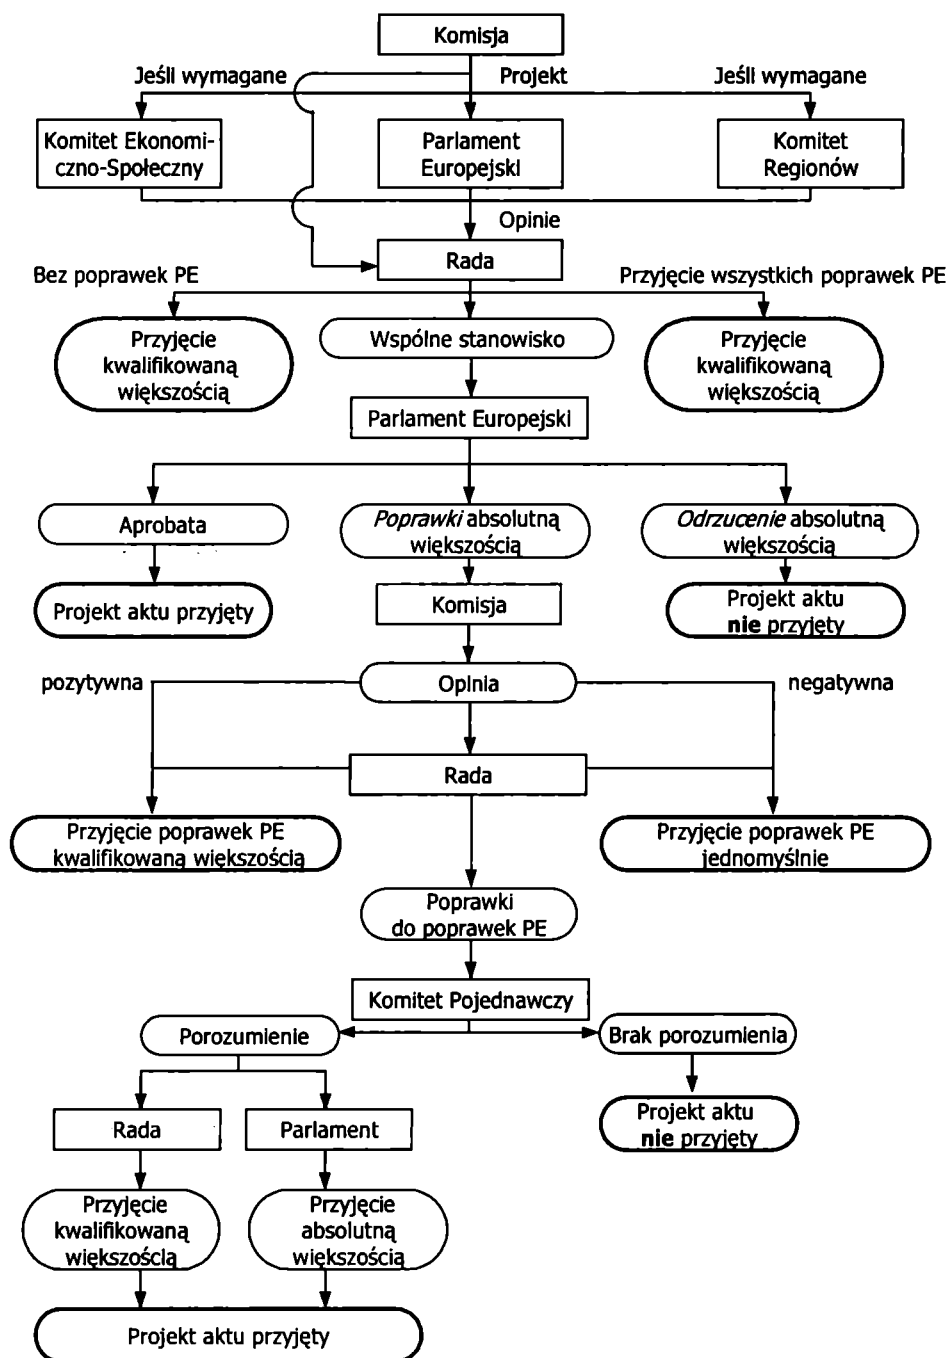 Komisja
Jeśli wymagane
Projekt
Jeśli wymagane
Komitet Ekonomi-
czno-Społeczny
Parlament
Europejski
Komitet
Regionów
Opinie
Rada
Bez poprawek PE
Przyjęcie wszystkich poprawek PE
Przyjęcie
kwalifikowaną
większością
Wspólne stanowisko
Przyjęcie
kwalifikowaną
większością
Parlament Europejski
Aprobata
Poprawki absolutną
większością
Odrzucenie absolutną
większością
Projekt aktu przyjęty
Komisja
Projekt aktu
nie przyjęty
pozytywna
Opinia
negatywna
Rada
Przyjęcie poprawek PE
kwalifikowaną większością
Przyjęcie poprawek PE
jednomyślnie
Poprawki
do poprawek PE
Komitet Pojednawczy
Porozumienie
Brak porozumienia
Rada
Parlament
Projekt aktu
nie przyjęty
Przyjęcie
kwalifikowaną
większością
Przyjęcie
absolutną
większością
Projekt aktu przyjęty